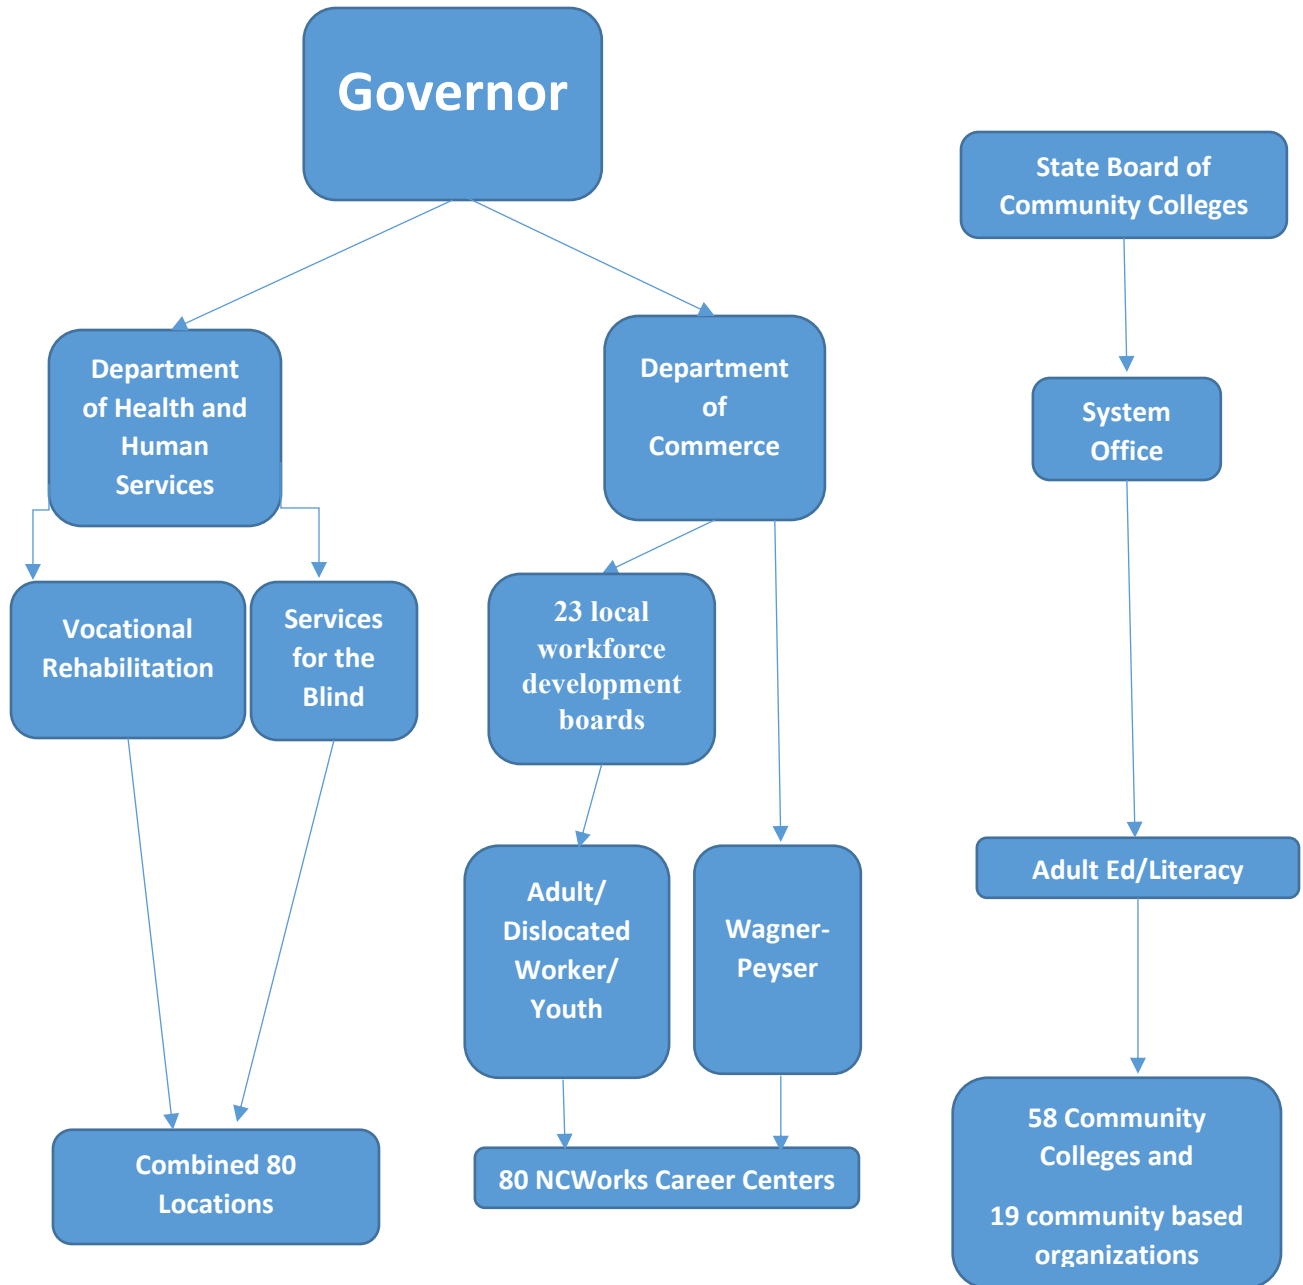 Governor
State Board of
Community Colleges
Department
of Health and
Human
Services
Department
of
Commerce
System
Office
Vocational
Rehabilitation
Services
for the
Blind
23 local
workforce
development
boards
Adult/
Dislocated
Worker/
Youth
Wagner-
Peyser
Adult Ed/Literacy
Combined 80
Locations
80 NCWorks Career Centers
58 Community
Colleges and
19 community based
organizations